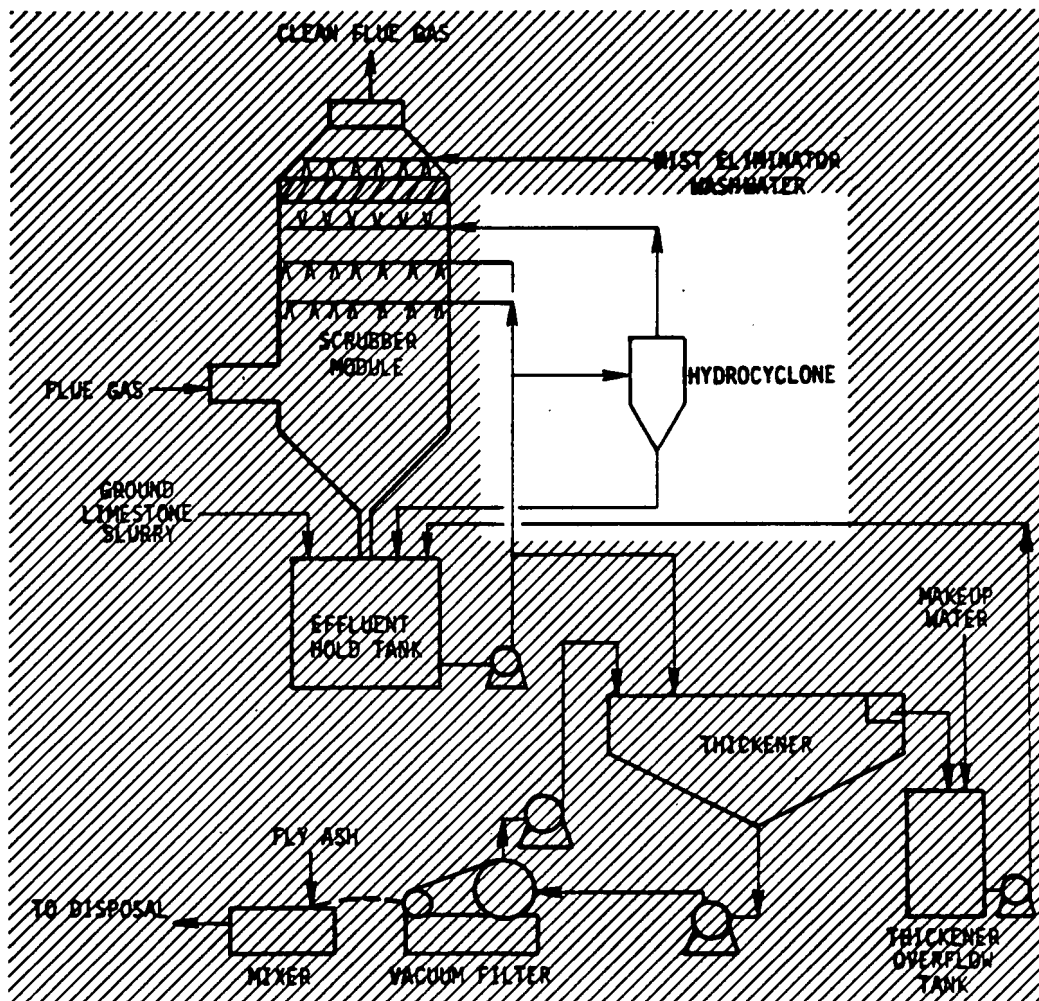 CLEAN FLUE GAS
MIST ELIMINATOR
WASHWATER
SCRUBBER
MODULE
FLUE GAS
HYDROCYCLONE
GROUND
LIMESTONE
SLURRY
EFFLUENT
HOLD TANK
MAKEUP
WATER
THICKENER
FLY ASH
TO DISPOSAL
MIXER
VACUUM FILTER
THICKENER
OVERFLOW
TANK